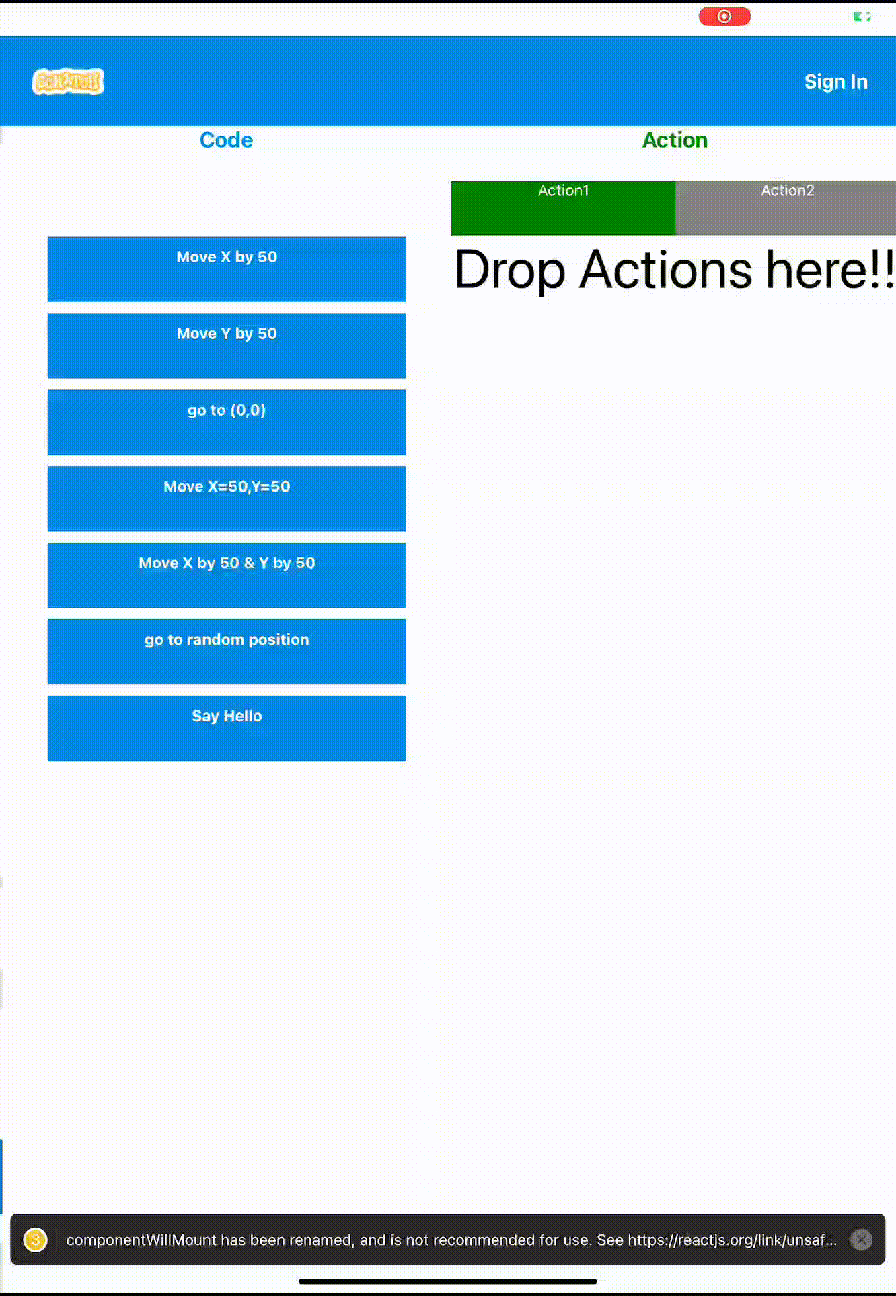 SCRATCH
Sign In
Code
Action
Action1
Action2
Drop Actions here!!
Move X by 50
Move Y by 50
go to (0,0)
Move X=50,Y=50
Move X by 50 & Y by 50
go to random position
Say Hello
3
componentWillMount has been renamed, and is not recommended for use. See https://reactjs.org/link/unsaf...